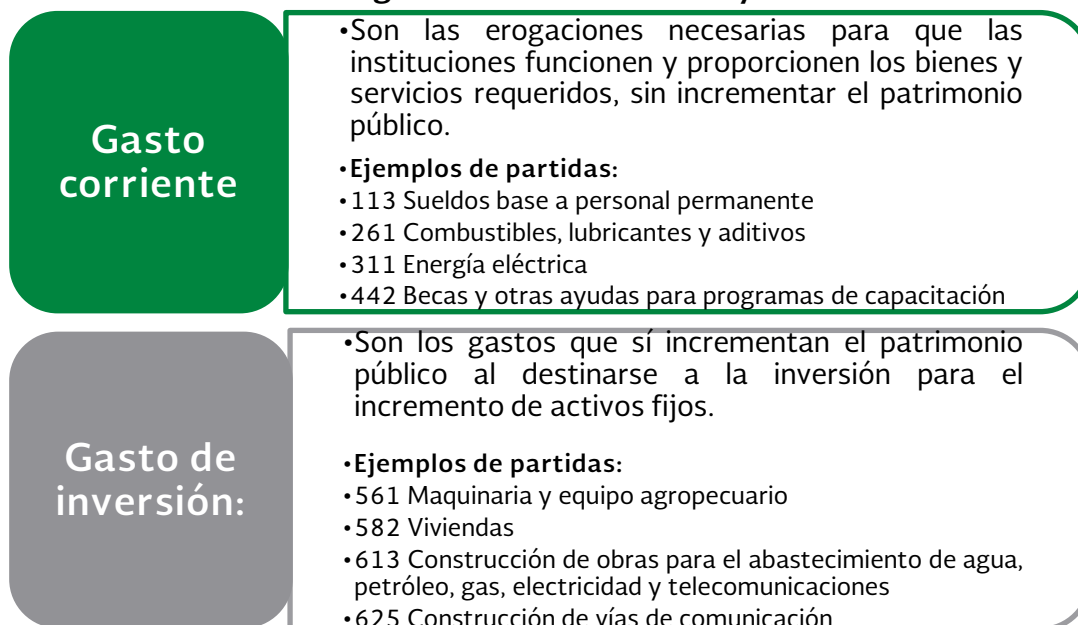 Gasto
corriente
•Son las erogaciones necesarias para que las
instituciones funcionen y proporcionen los bienes y
servicios requeridos, sin incrementar el patrimonio
público.
•Ejemplos de partidas:
•113 Sueldos base a personal permanente
•261 Combustibles, lubricantes y aditivos
•311 Energía eléctrica
•442 Becas y otras ayudas para programas de capacitación
Gasto de
inversión:
•Son los gastos que sí incrementan el patrimonio
público al destinarse a la inversión para el
incremento de activos fijos.
•Ejemplos de partidas:
•561 Maquinaria y equipo agropecuario
•582 Viviendas
•613 Construcción de obras para el abastecimiento de agua,
petróleo, gas, electricidad y telecomunicaciones
•625 Construcción de vías de comunicación